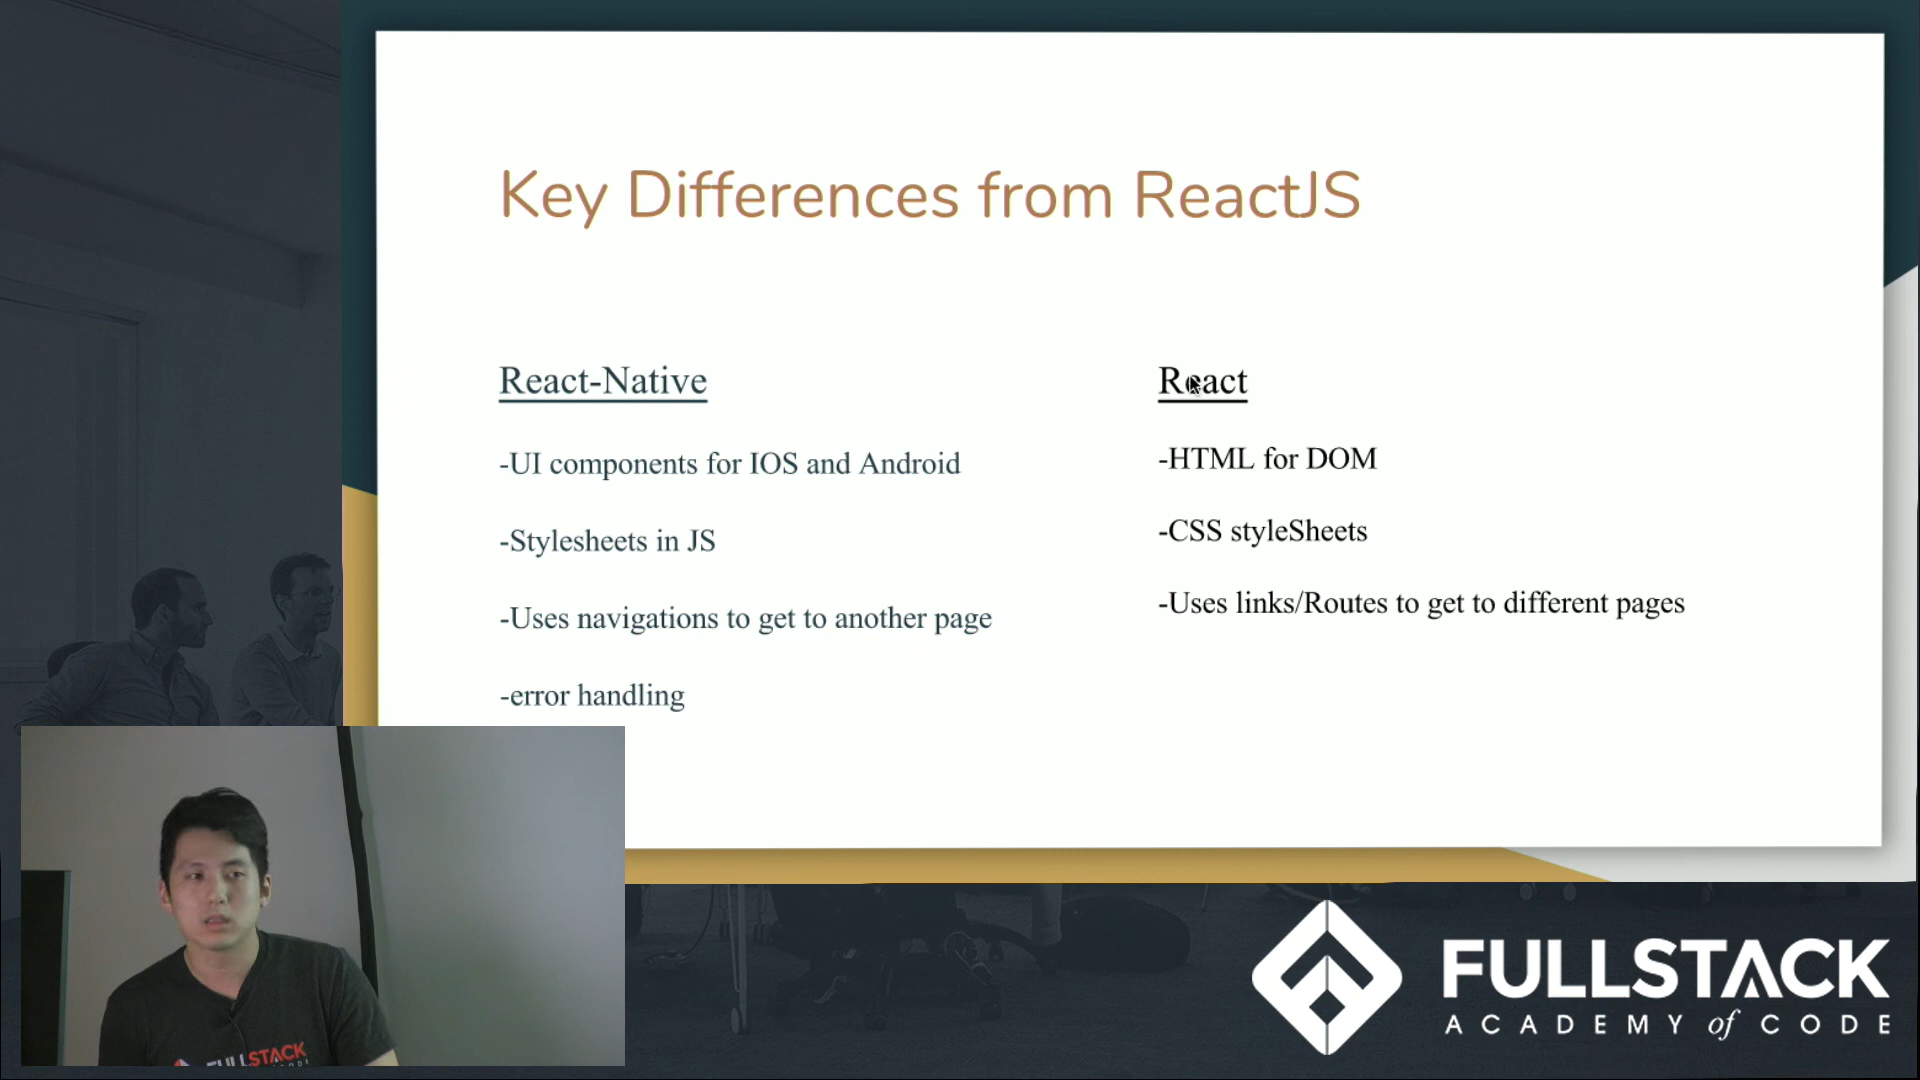 Key Differences from ReactJS
React-Native
-UI components for IOS and Android
-Stylesheets in JS
-Uses navigations to get to another page
-error handling
React
-HTML for DOM
-CSS styleSheets
-Uses links/Routes to get to different pages
FULLSTACK
FULLSTACK
ACADEMY of CODE